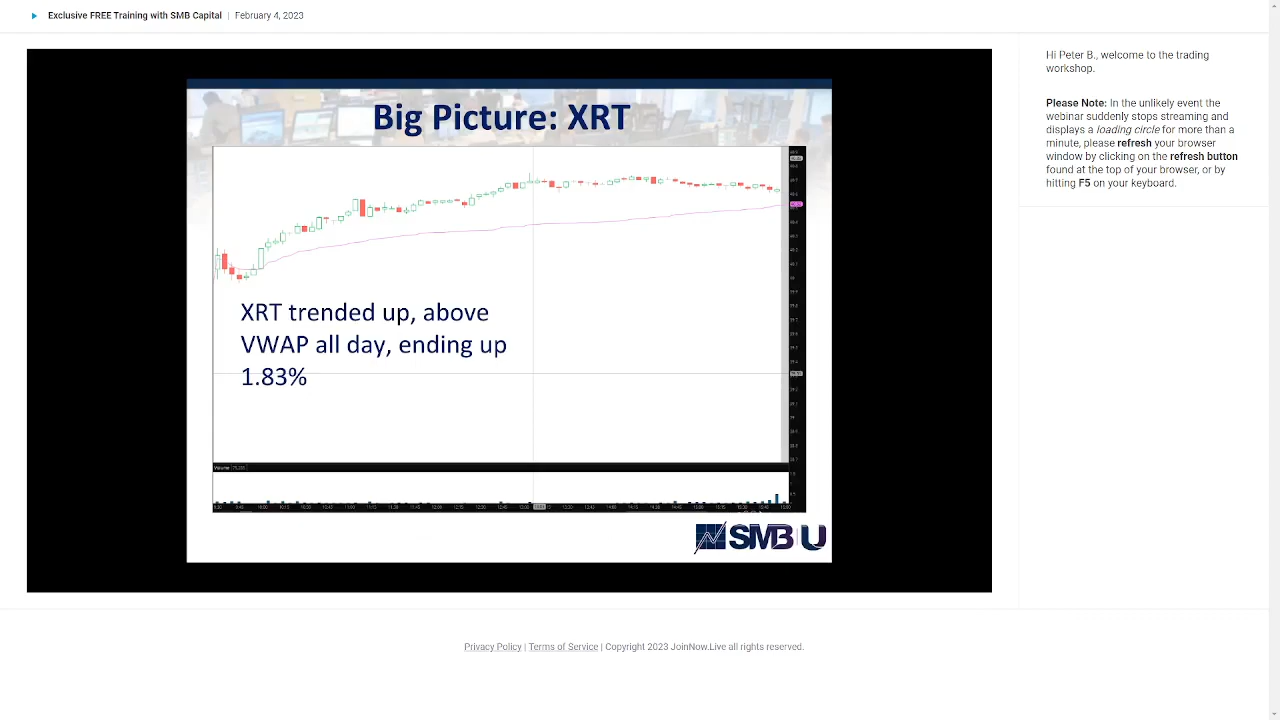 Exclusive FREE Training with SMB Capital | February 4, 2023
Big Picture: XRT
XRT trended up, above
VWAP all day, ending up
1.83%
Volume
SMB U
Hi Peter B., welcome to the trading
workshop.
Please Note: In the unlikely event the
webinar suddenly stops streaming and
displays a loading circle for more than a
minute, please refresh your browser
window by clicking on the refresh button
found at the top of your browser, or by
hitting F5 on your keyboard.
Privacy Policy | Terms of Service | Copyright 2023 JoinNow.Live all rights reserved.